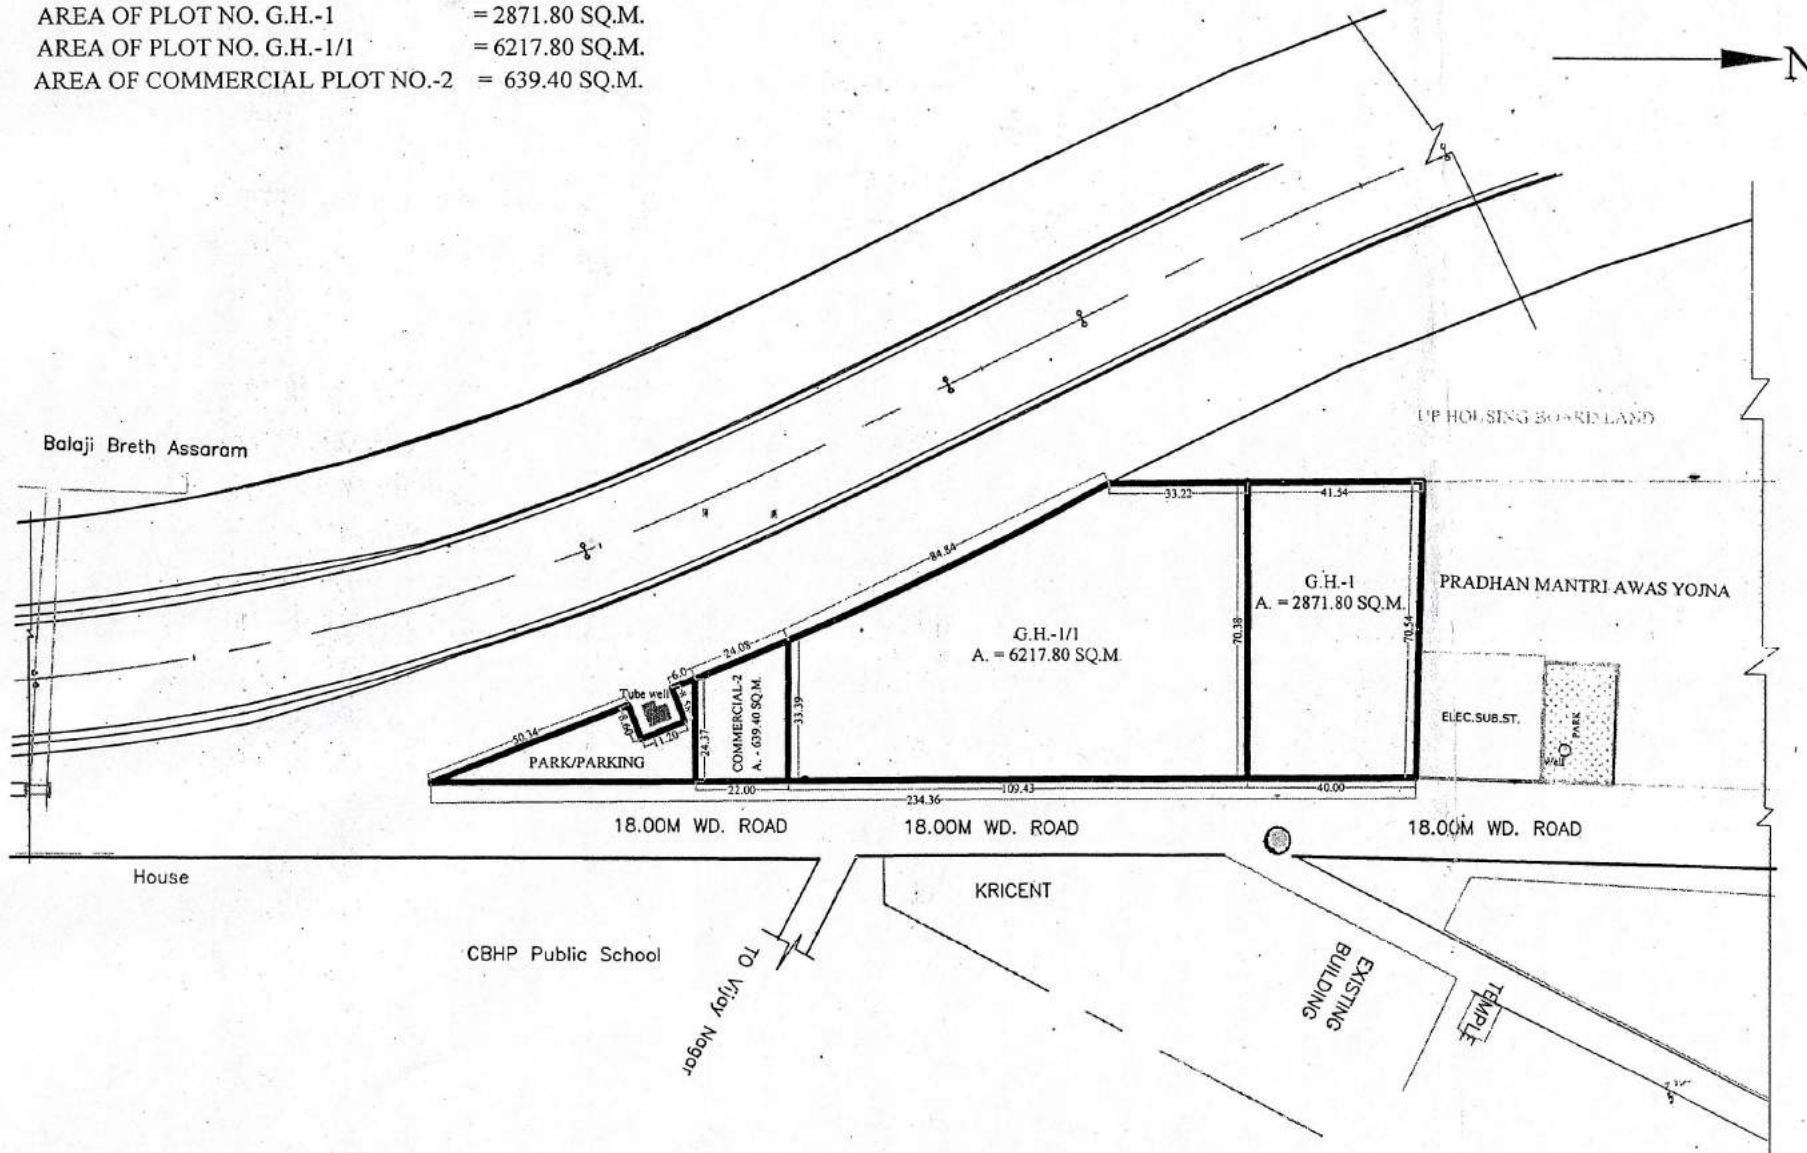 AREA OF PLOT NO. G.H.-1 = 2871.80 SQ.M.
AREA OF PLOT NO. G.H.-1/1 = 6217.80 SQ.M.
AREA OF COMMERCIAL PLOT NO.-2 = 639.40 SQ.M.
N
Balaji Breth Assaram
UP HOUSING BOARD LAND
33.22
41.54
84.84
G.H.-1
A. = 2871.80 SQ.M.
PRADHAN MANTRI AWAS YOJNA
70.38
70.54
G.H.-1/1
A. = 6217.80 SQ.M.
24.08
6.0
Tube well
8.60
11.20
50.34
PARK/PARKING
24.37
COMMERCIAL-2
A. - 639.40 SQ.M.
33.39
ELEC.SUB.ST.
PARK
Well
22.00
109.43
40.00
234.36
18.00M WD. ROAD
18.00M WD. ROAD
18.00M WD. ROAD
House
KRICENT
CBHP Public School
TO Vijay Nagar
EXISTING
BUILDING
TEMPLE